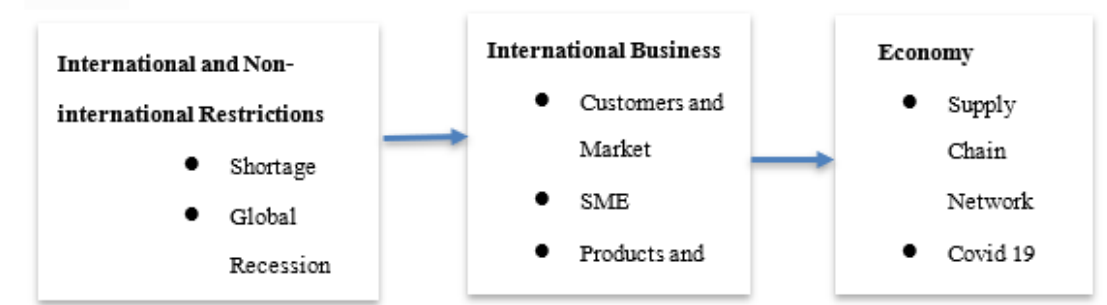 International and Non-
international Restrictions
● Shortage
● Global
Recession
International Business
● Customers and
Market
● SME
● Products and
Economy
● Supply
Chain
Network
● Covid 19